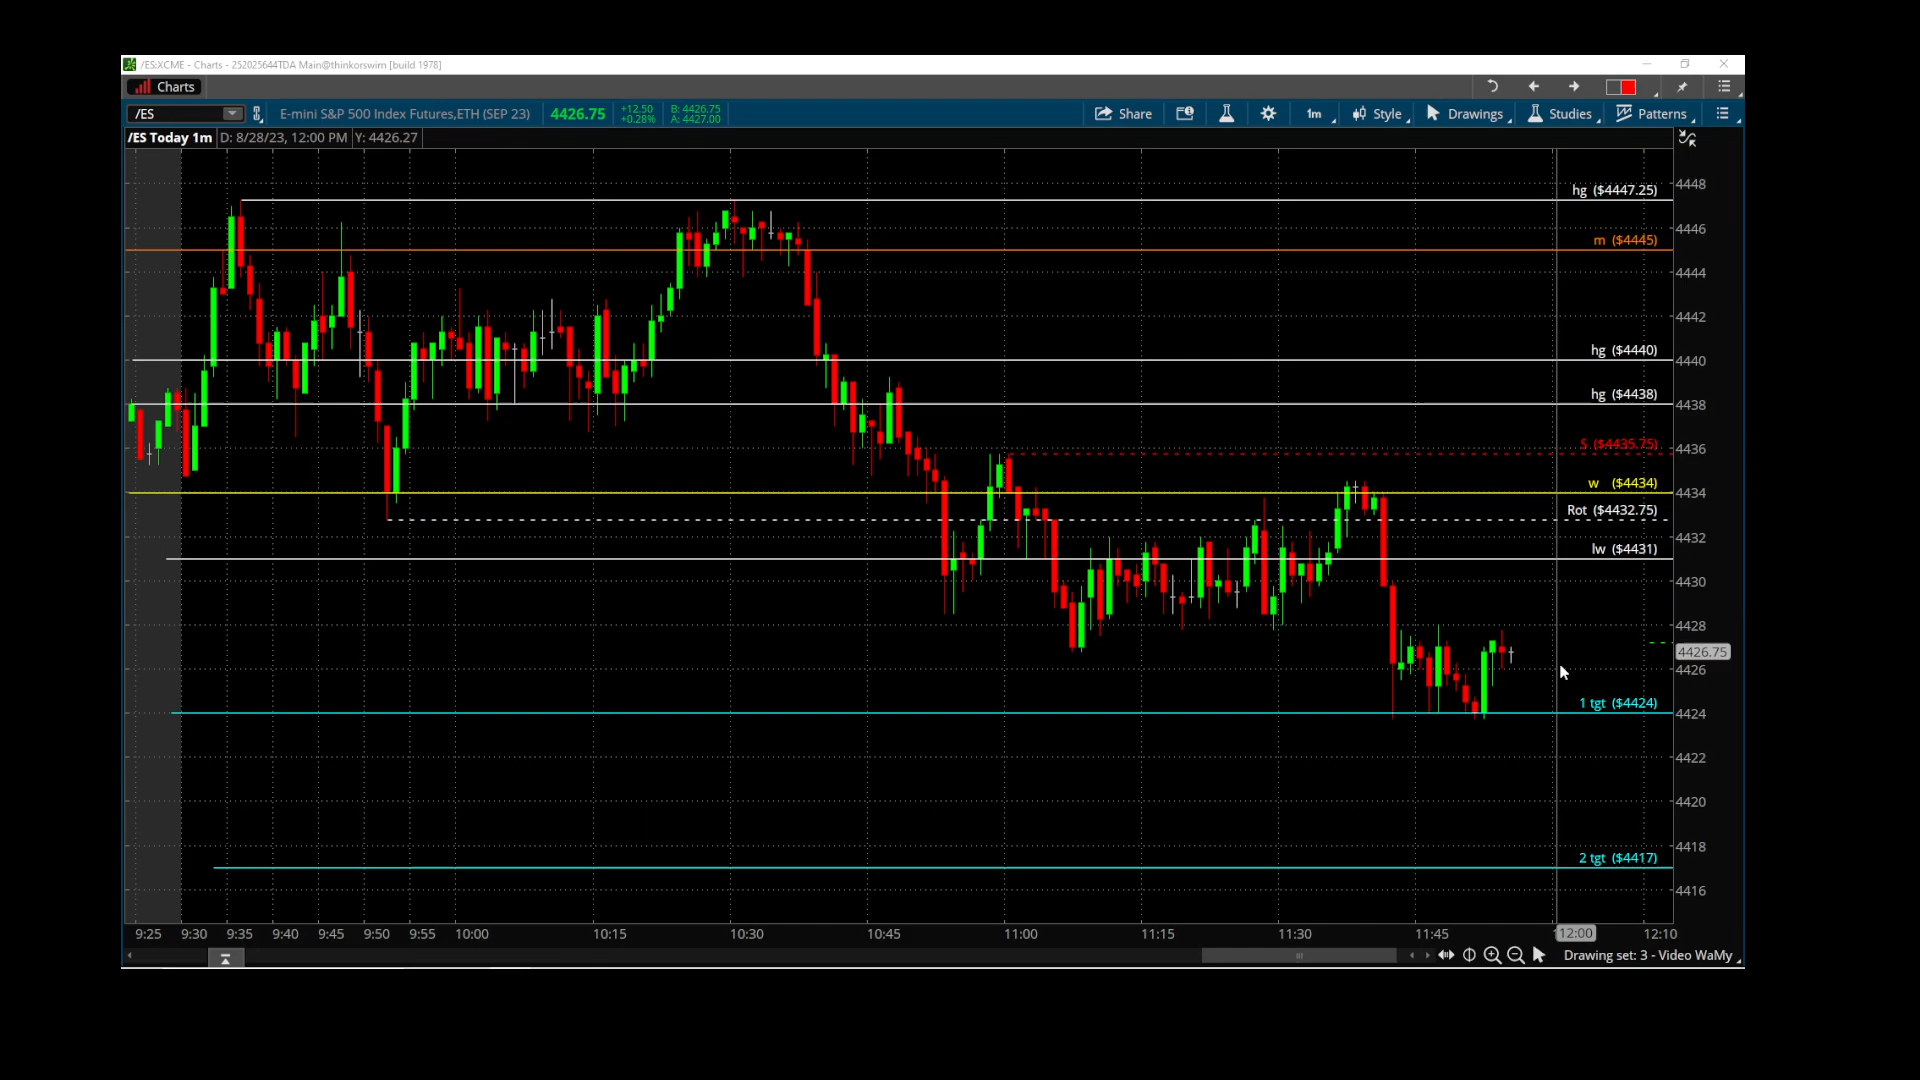 /ES:XCME - Charts - 252025644TDA Main@thinkorswim [build 1978]
Charts
/ES E-mini S&P 500 Index Futures,ETH (SEP 23) 4426.75 +12.50 +0.28% B: 4426.75 A: 4427.00 Share 1m Style Drawings Studies Patterns
/ES Today 1m D: 8/28/23, 12:00 PM Y: 4426.27
hg ($4447.25)
m ($4445)
hg ($4440)
hg ($4438)
S ($4435.75)
w ($4434)
Rot ($4432.75)
lw ($4431)
1 tgt ($4424)
2 tgt ($4417)
4448
4446
4444
4442
4440
4438
4436
4434
4432
4430
4428
4426.75
4426
4424
4422
4420
4418
4416
9:25 9:30 9:35 9:40 9:45 9:50 9:55 10:00 10:15 10:30 10:45 11:00 11:15 11:30 11:45 12:00 12:10
Drawing set: 3 - Video WaMy